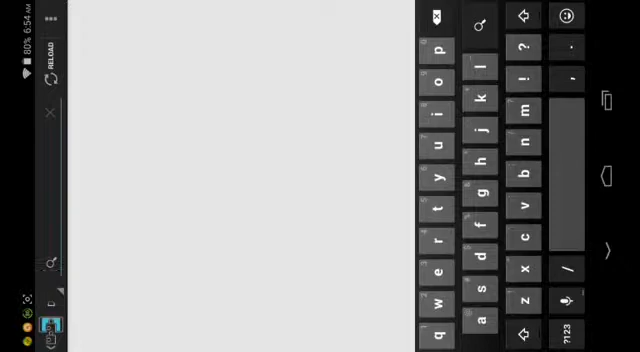 80% 6:54 AM
D
RELOAD
q w e r t y u i o p
a s d f g h j k l
z x c v b n m ! ?
?123 / , .